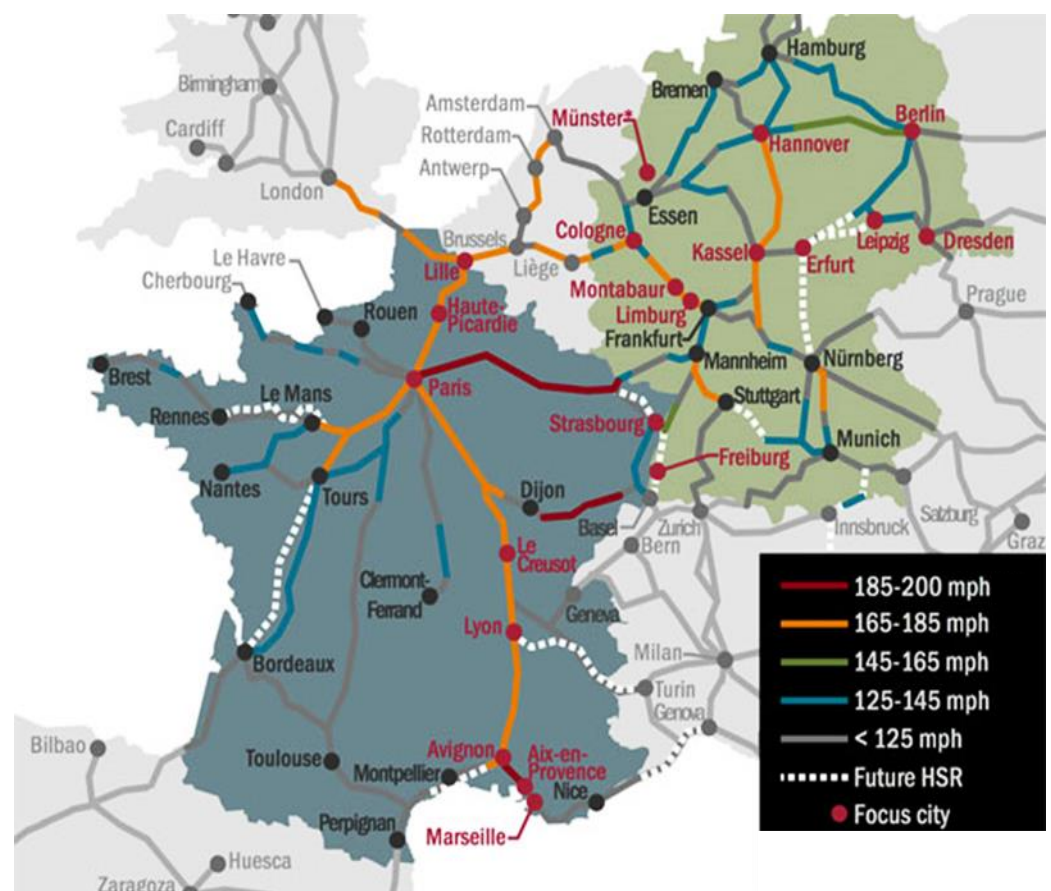 Hamburg
Birmingham
Bremen
Amsterdam
Münster*
Berlin
Cardiff
Rotterdam
Hannover
Antwerp
London
Essen
Brussels
Cologne
Leipzig
Dresden
Le Havre
Lille
Liège
Kassel
Erfurt
Cherbourg
Montabaur
Prague
Rouen
Haute-
Picardie
Limburg
Frankfurt
Mannheim
Nürnberg
Brest
Le Mans
Paris
Stuttgart
Rennes
Strasbourg
Munich
Nantes
Tours
Dijon
Freiburg
Basel
Zurich
Innsbruck
Salzburg
Graz
Bern
Le
Creusot
Clermont-
Ferrand
Geneva
Lyon
Bordeaux
Milan
Turin
Genova
Bilbao
Toulouse
Montpellier
Avignon
Aix-en-
Provence
Nice
Perpignan
Marseille
Huesca
Zaragoza
185-200 mph
165-185 mph
145-165 mph
125-145 mph
< 125 mph
Future HSR
Focus city